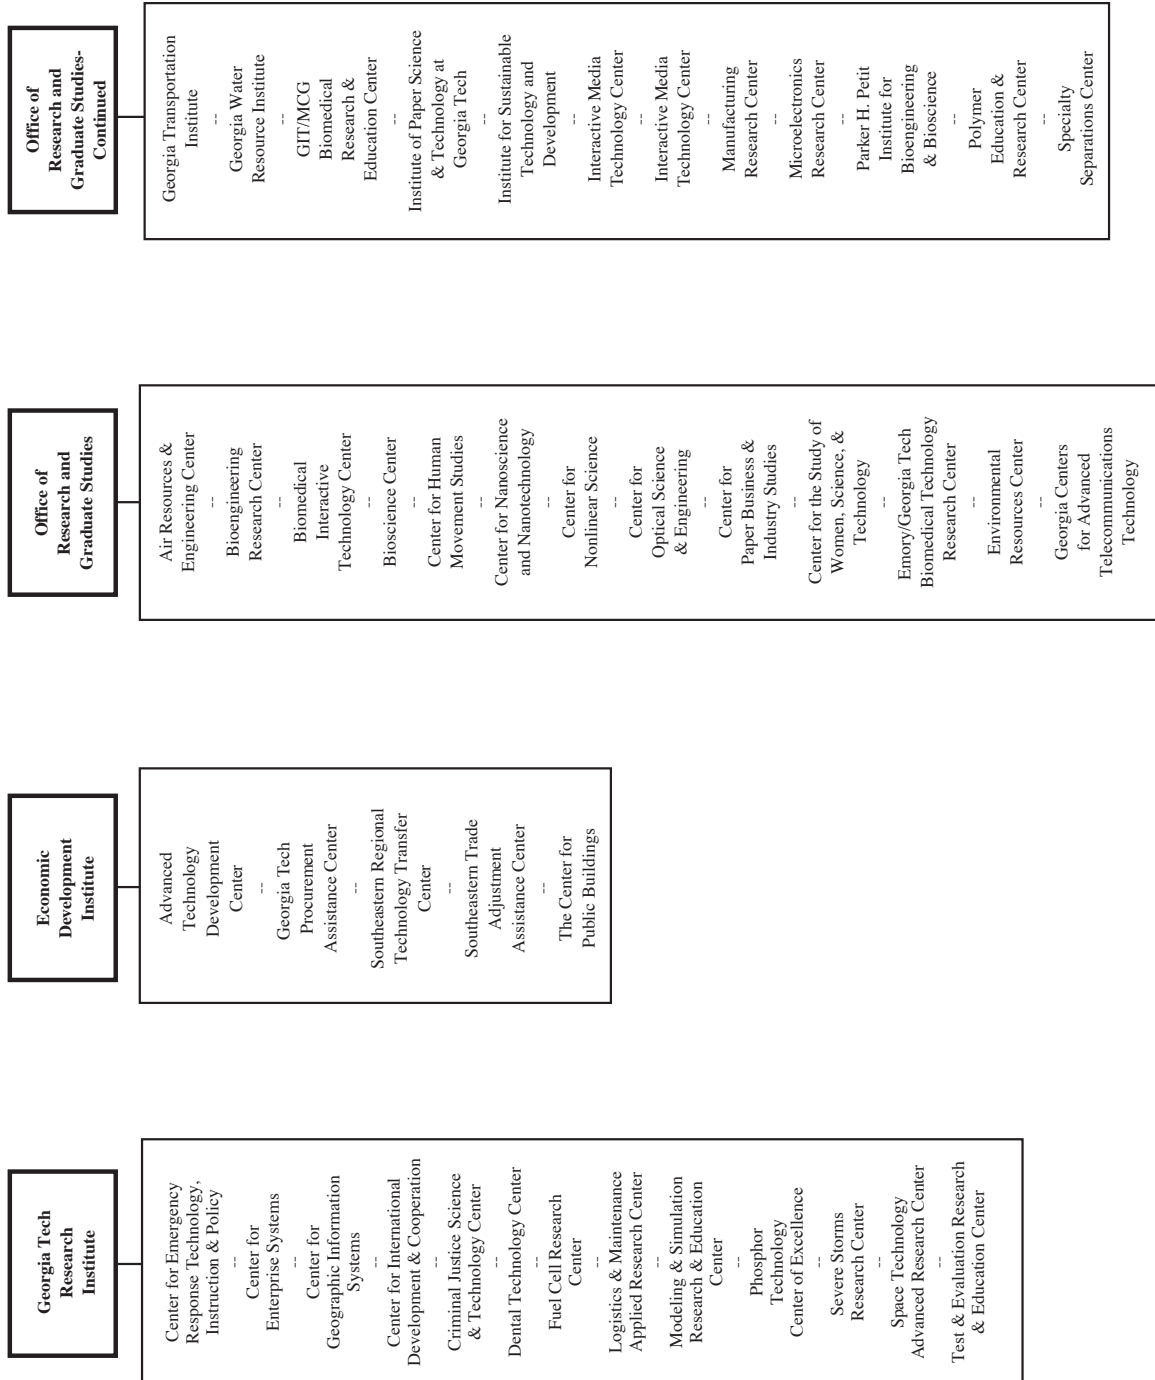 Georgia Tech
Research
Institute
Center for Emergency
Response Technology,
Instruction & Policy
--
Center for
Enterprise Systems
--
Center for
Geographic Information
Systems
--
Center for International
Development & Cooperation
--
Criminal Justice Science
& Technology Center
--
Dental Technology Center
--
Fuel Cell Research
Center
--
Logistics & Maintenance
Applied Research Center
--
Modeling & Simulation
Research & Education
Center
--
Phosphor
Technology
Center of Excellence
--
Severe Storms
Research Center
--
Space Technology
Advanced Research Center
--
Test & Evaluation Research
& Education Center
Economic
Development
Institute
Advanced
Technology
Development
Center
--
Georgia Tech
Procurement
Assistance Center
--
Southeastern Regional
Technology Transfer
Center
--
Southeastern Trade
Adjustment
Assistance Center
--
The Center for
Public Buildings
Office of
Research and
Graduate Studies
Air Resources &
Engineering Center
--
Bioengineering
Research Center
--
Biomedical
Interactive
Technology Center
--
Bioscience Center
--
Center for Human
Movement Studies
--
Center for Nanoscience
and Nanotechnology
--
Center for
Nonlinear Science
--
Center for
Optical Science
& Engineering
--
Center for
Paper Business &
Industry Studies
--
Center for the Study of
Women, Science, &
Technology
--
Emory/Georgia Tech
Biomedical Technology
Research Center
--
Environmental
Resources Center
--
Georgia Centers
for Advanced
Telecommunications
Technology
Office of
Research and
Graduate Studies-
Continued
Georgia Transportation
Institute
--
Georgia Water
Resource Institute
--
GIT/MCG
Biomedical
Research &
Education Center
--
Institute of Paper Science
& Technology at
Georgia Tech
--
Institute for Sustainable
Technology and
Development
--
Interactive Media
Technology Center
--
Interactive Media
Technology Center
--
Manufacturing
Research Center
--
Microelectronics
Research Center
--
Parker H. Petit
Institute for
Bioengineering
& Bioscience
--
Polymer
Education &
Research Center
--
Specialty
Separations Center